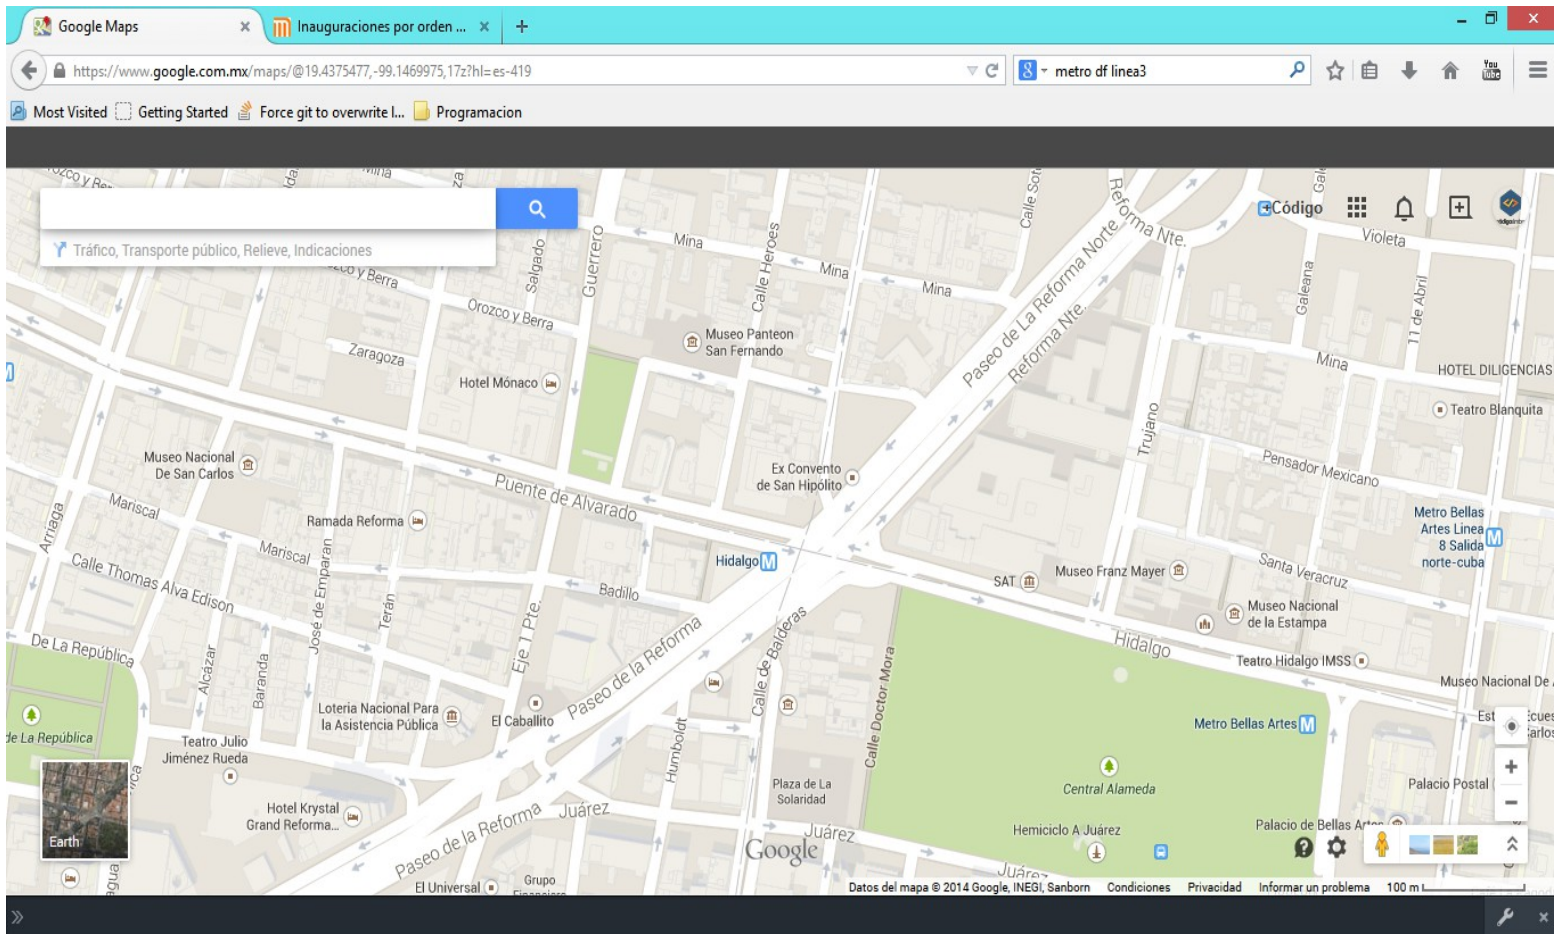 Google Maps
Inauguraciones por orden ...
https://www.google.com.mx/maps/@19.4375477,-99.1469975,17z?hl=es-419
metro df linea3
You
Tube
Most Visited
Getting Started
Force git to overwrite l...
Programacion
Mina
Calle Soto
Reforma Nte.
+Código
Violeta
Tráfico, Transporte público, Relieve, Indicaciones
Orozco y Berra
Salgado
Guerrero
Mina
Calle Heroes
Mina
Mina
Paseo de La Reforma Norte
Reforma Nte.
Galeana
11 de Abril
Orozco y Berra
Museo Panteon
San Fernando
Zaragoza
Hotel Mónaco
Mina
HOTEL DILIGENCIAS
Teatro Blanquita
Trujano
Museo Nacional
De San Carlos
Ex Convento
de San Hipólito
Pensador Mexicano
Puente de Alvarado
Arriaga
Mariscal
Ramada Reforma
Metro Bellas
Artes Linea
8 Salida
norte-cuba
Mariscal
Hidalgo
M
Calle Thomas Alva Edison
José de Emparan
Terán
Badillo
Eje 1 Pte.
SAT
Museo Franz Mayer
Santa Veracruz
Museo Nacional
de la Estampa
De La República
Alcázar
Baranda
Paseo de la Reforma
Calle de Balderas
Calle Doctor Mora
Hidalgo
Teatro Hidalgo IMSS
Museo Nacional De
Loteria Nacional Para
la Asistencia Pública
El Caballito
Metro Bellas Artes
M
de La República
Teatro Julio
Jiménez Rueda
Humboldt
Plaza de La
Solaridad
Central Alameda
Palacio Postal
Earth
Hotel Krystal
Grand Reforma...
Paseo de la Reforma
Juárez
Juárez
Google
Hemiciclo A Juárez
Palacio de Bellas Artes
Juárez
El Universal
Grupo
Datos del mapa © 2014 Google, INEGI, Sanborn
Condiciones
Privacidad
Informar un problema
100 m